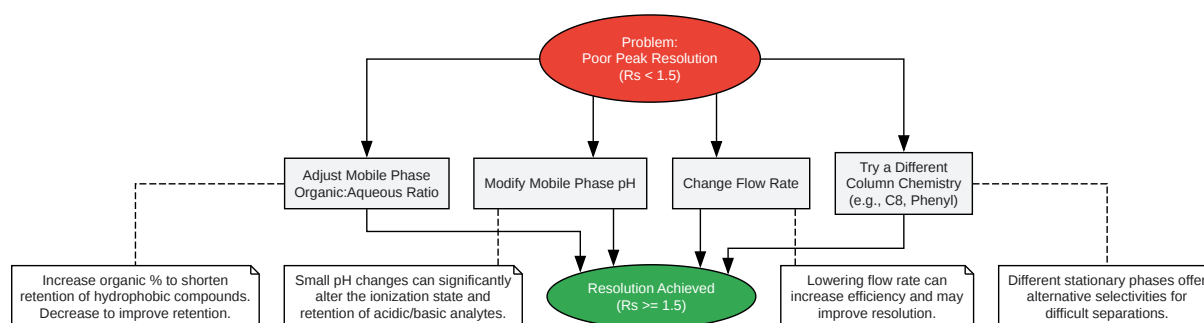 Problem:
Poor Peak Resolution
(Rs < 1.5)
Adjust Mobile Phase
Organic:Aqueous Ratio
Modify Mobile Phase pH
Change Flow Rate
Try a Different
Column Chemistry
(e.g., C8, Phenyl)
Increase organic % to shorten
retention of hydrophobic compounds.
Decrease to improve retention.
Small pH changes can significantly
alter the ionization state and
retention of acidic/basic analytes.
Resolution Achieved
(Rs >= 1.5)
Lowering flow rate can
increase efficiency and may
improve resolution.
Different stationary phases offer
alternative selectivities for
difficult separations.